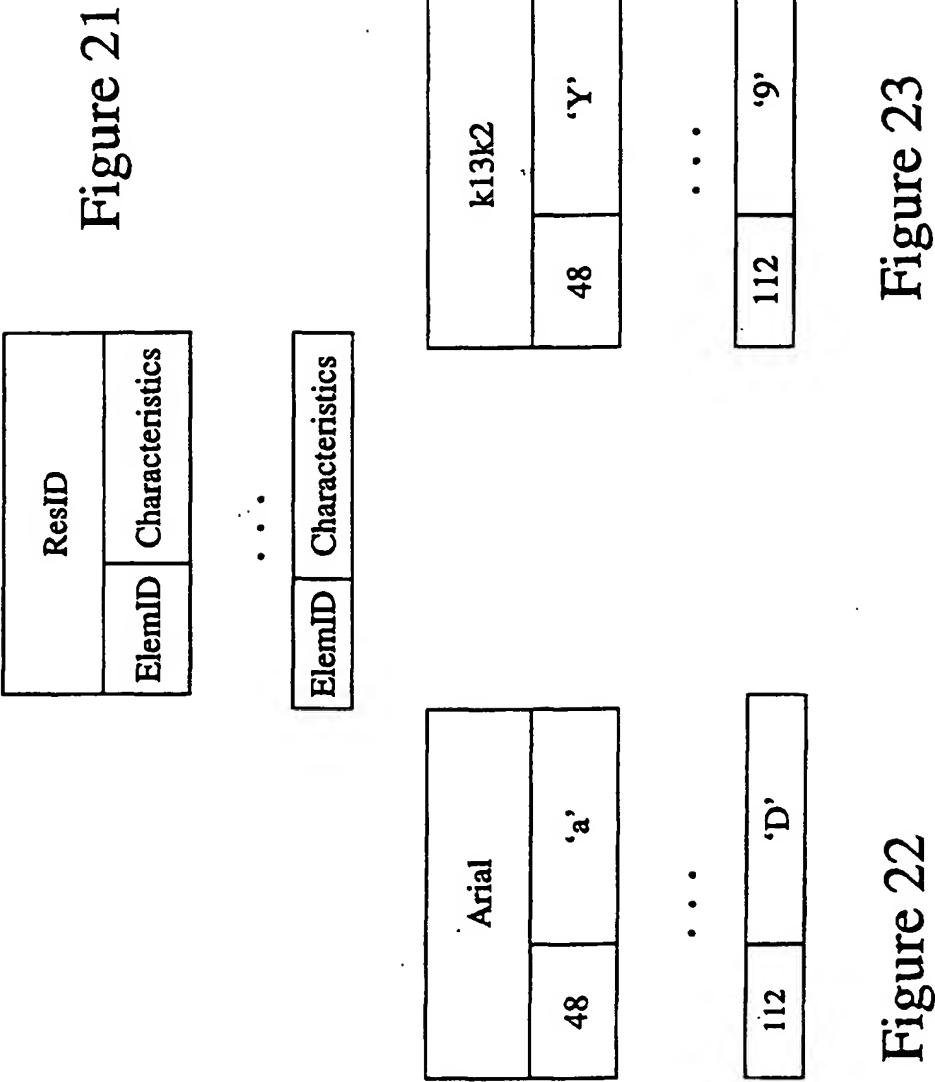 ResID
ElemID Characteristics
• • •
ElemID Characteristics
Figure 21
Arial
48 ‘a’
• • •
112 ‘D’
Figure 22
k13k2
48 ‘Y’
• • •
112 ‘9’
Figure 23